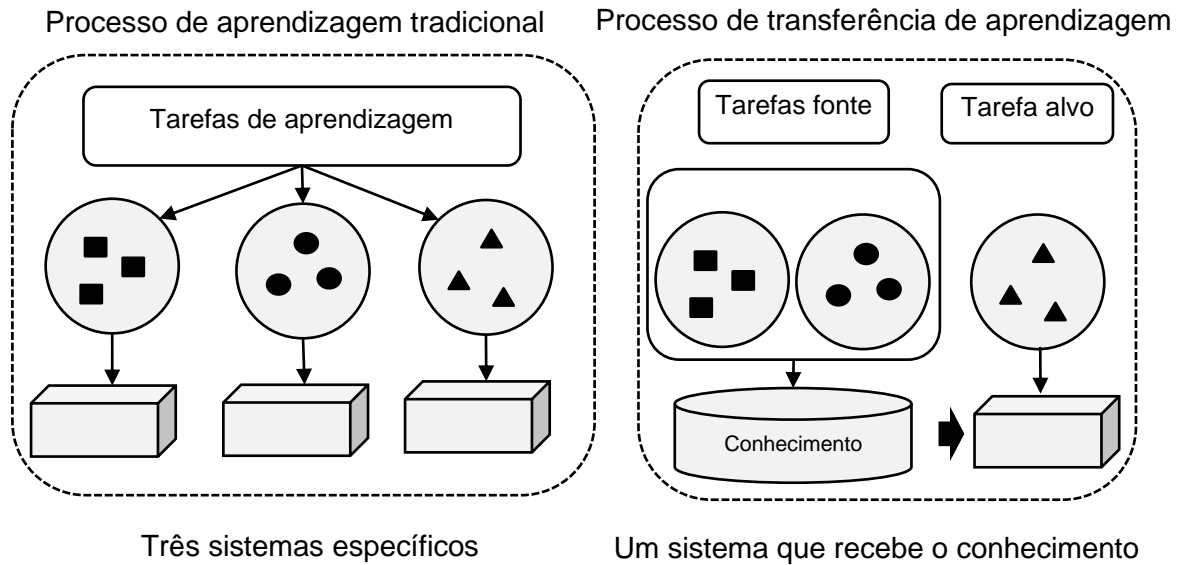 Processo de aprendizagem tradicional
Processo de transferência de aprendizagem
Tarefas de aprendizagem
Tarefas fonte
Tarefa alvo
Conhecimento
Três sistemas específicos
Um sistema que recebe o conhecimento